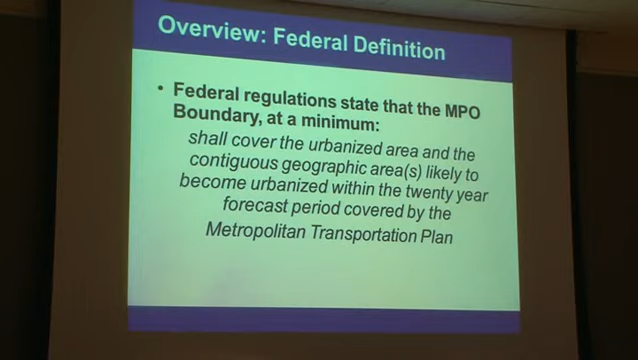 Overview: Federal Definition
• Federal regulations state that the MPO
Boundary, at a minimum:
shall cover the urbanized area and the
contiguous geographic area(s) likely to
become urbanized within the twenty year
forecast period covered by the
Metropolitan Transportation Plan